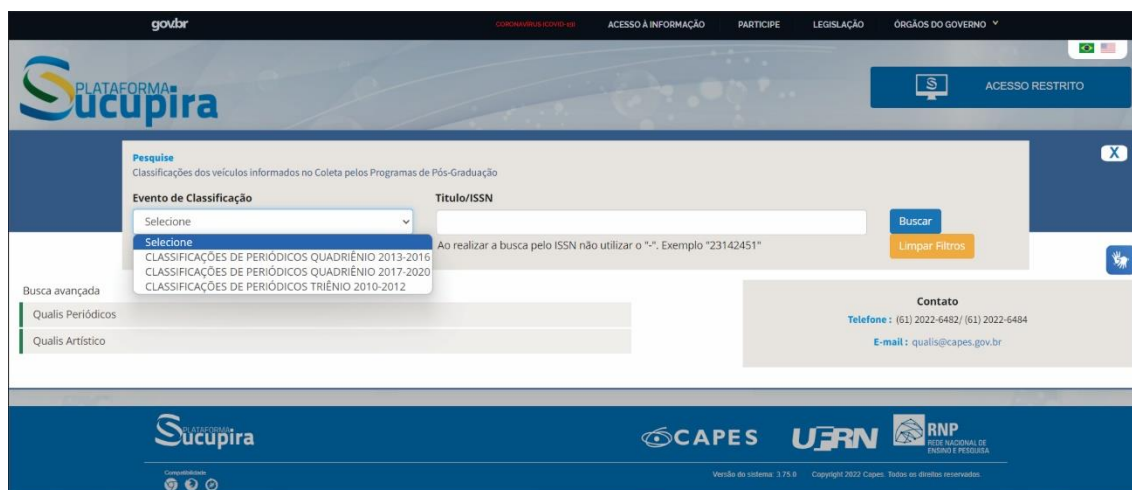 gov.br CORONAVÍRUS (COVID-19) ACESSO À INFORMAÇÃO PARTICIPE LEGISLAÇÃO ÓRGÃOS DO GOVERNO
PLATAFORMA
Sucupira
S ACESSO RESTRITO
X
Pesquise
Classificações dos veículos informados no Coleta pelos Programas de Pós-Graduação
Evento de Classificação Titulo/ISSN
Selecione Buscar
Selecione
CLASSIFICAÇÕES DE PERIÓDICOS QUADRIÊNIO 2013-2016
CLASSIFICAÇÕES DE PERIÓDICOS QUADRIÊNIO 2017-2020
CLASSIFICAÇÕES DE PERIÓDICOS TRIÊNIO 2010-2012
Ao realizar a busca pelo ISSN não utilizar o "-". Exemplo "23142451"
Limpar Filtros
Busca avançada
Qualis Periódicos
Qualis Artístico
Contato
Telefone : (61) 2022-6482/ (61) 2022-6484
E-mail : qualis@capes.gov.br
PLATAFORMA
Sucupira
CAPES UFRN RNP
REDE NACIONAL DE
ENSINO E PESQUISA
Compatibilidade
Versão do sistema: 3.75.0 Copyright 2022 Capes. Todos os direitos reservados.